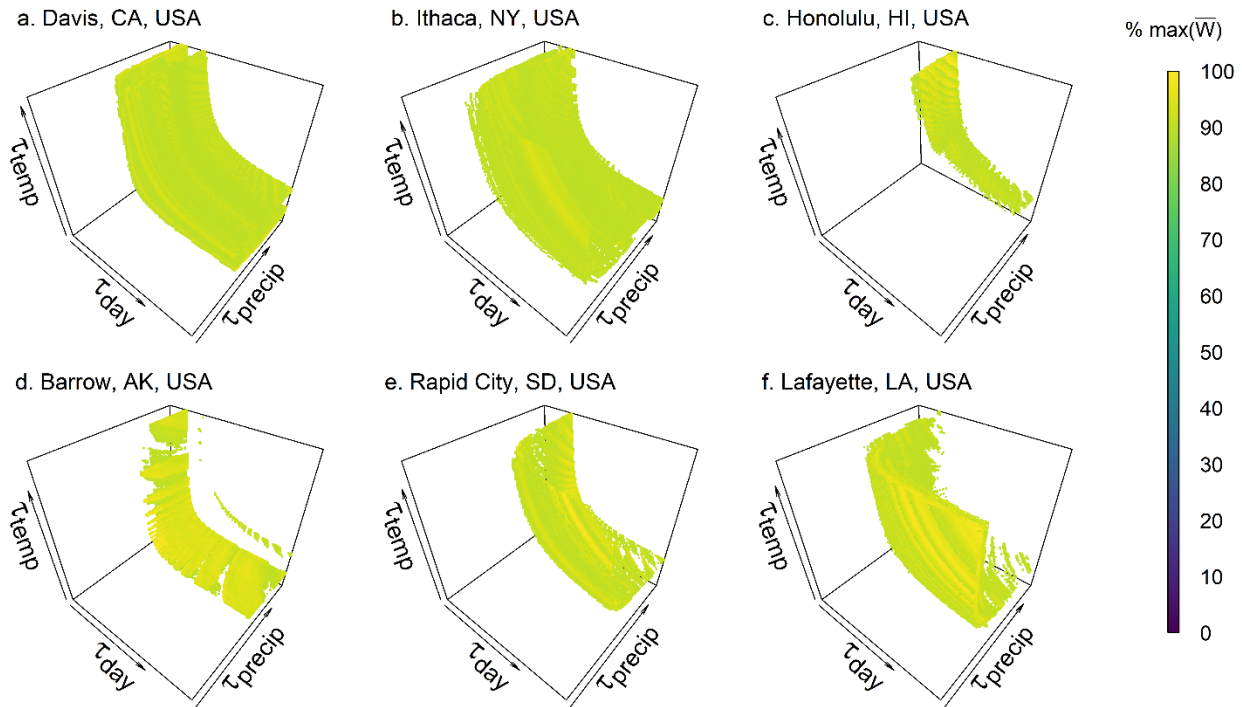 a. Davis, CA, USA
b. Ithaca, NY, USA
c. Honolulu, HI, USA
% max(W̅)
τtemp
τday
τprecip
τtemp
τday
τprecip
τtemp
τday
τprecip
100
90
80
70
60
50
40
30
20
10
0
d. Barrow, AK, USA
e. Rapid City, SD, USA
f. Lafayette, LA, USA
τtemp
τday
τprecip
τtemp
τday
τprecip
τtemp
τday
τprecip